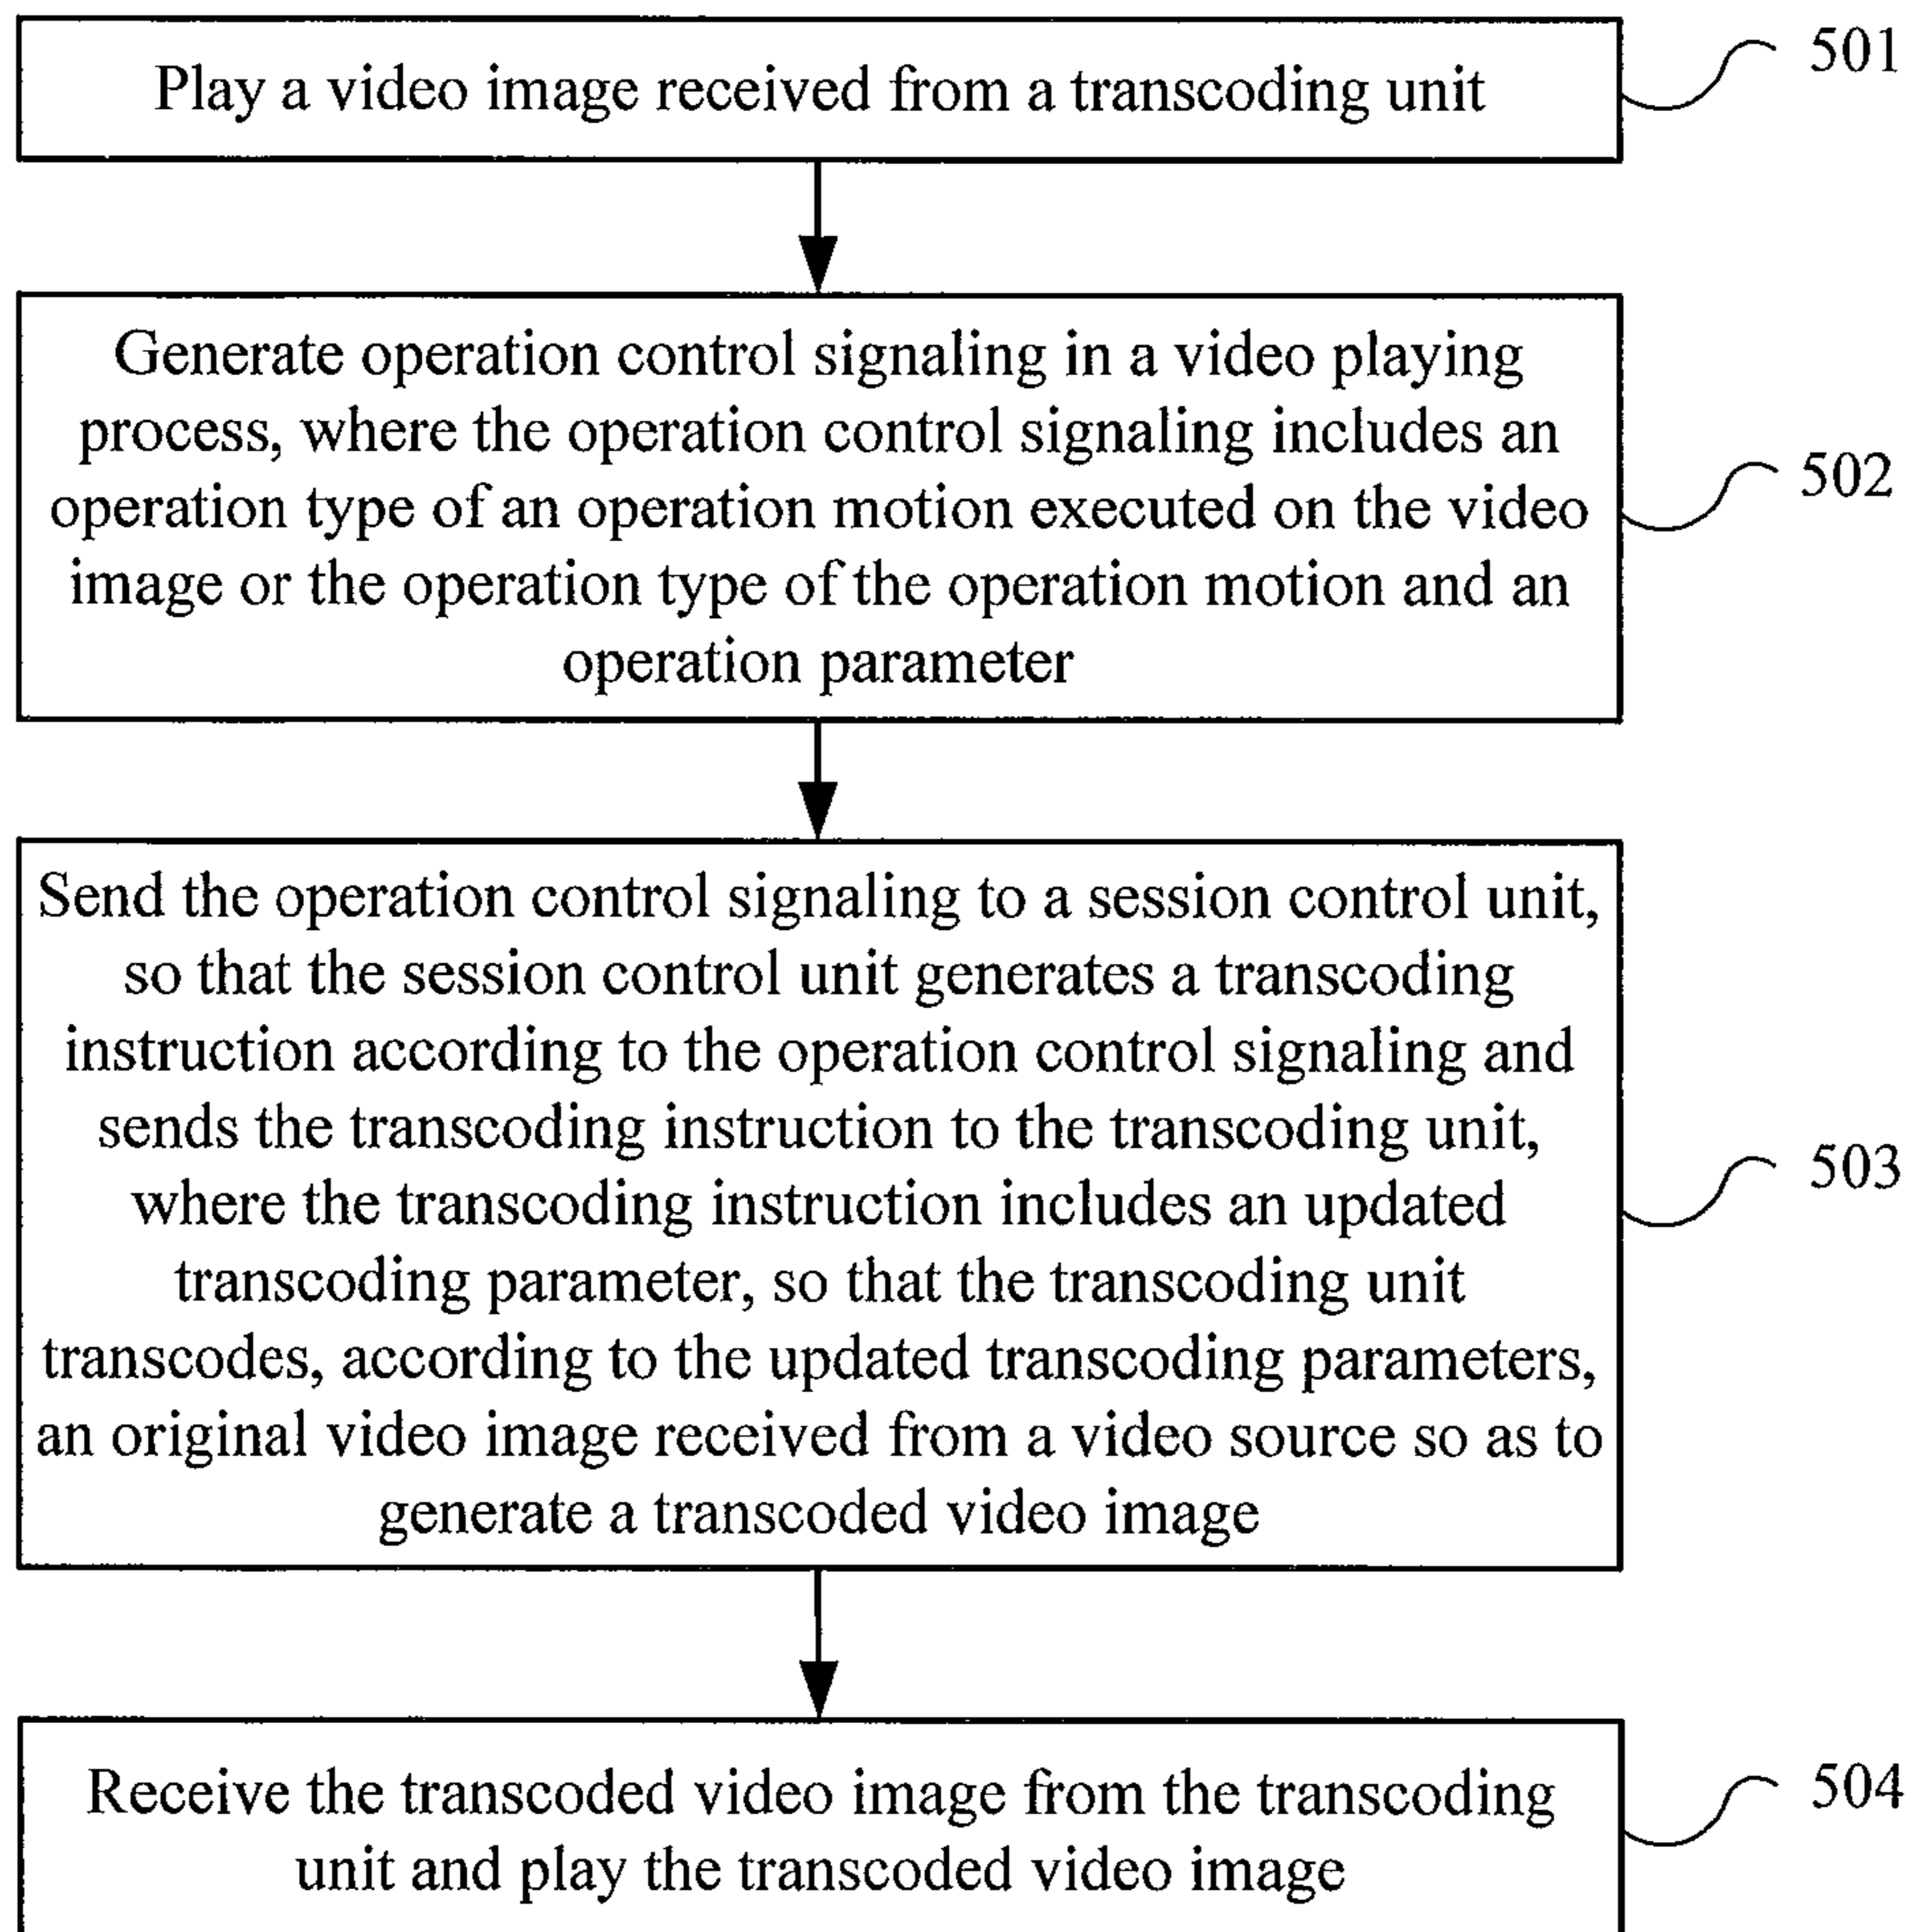 Play a video image received from a transcoding unit
501
Generate operation control signaling in a video playing
process, where the operation control signaling includes an
operation type of an operation motion executed on the video
image or the operation type of the operation motion and an
operation parameter
502
Send the operation control signaling to a session control unit,
so that the session control unit generates a transcoding
instruction according to the operation control signaling and
sends the transcoding instruction to the transcoding unit,
where the transcoding instruction includes an updated
transcoding parameter, so that the transcoding unit
transcodes, according to the updated transcoding parameters,
an original video image received from a video source so as to
generate a transcoded video image
503
Receive the transcoded video image from the transcoding
unit and play the transcoded video image
504